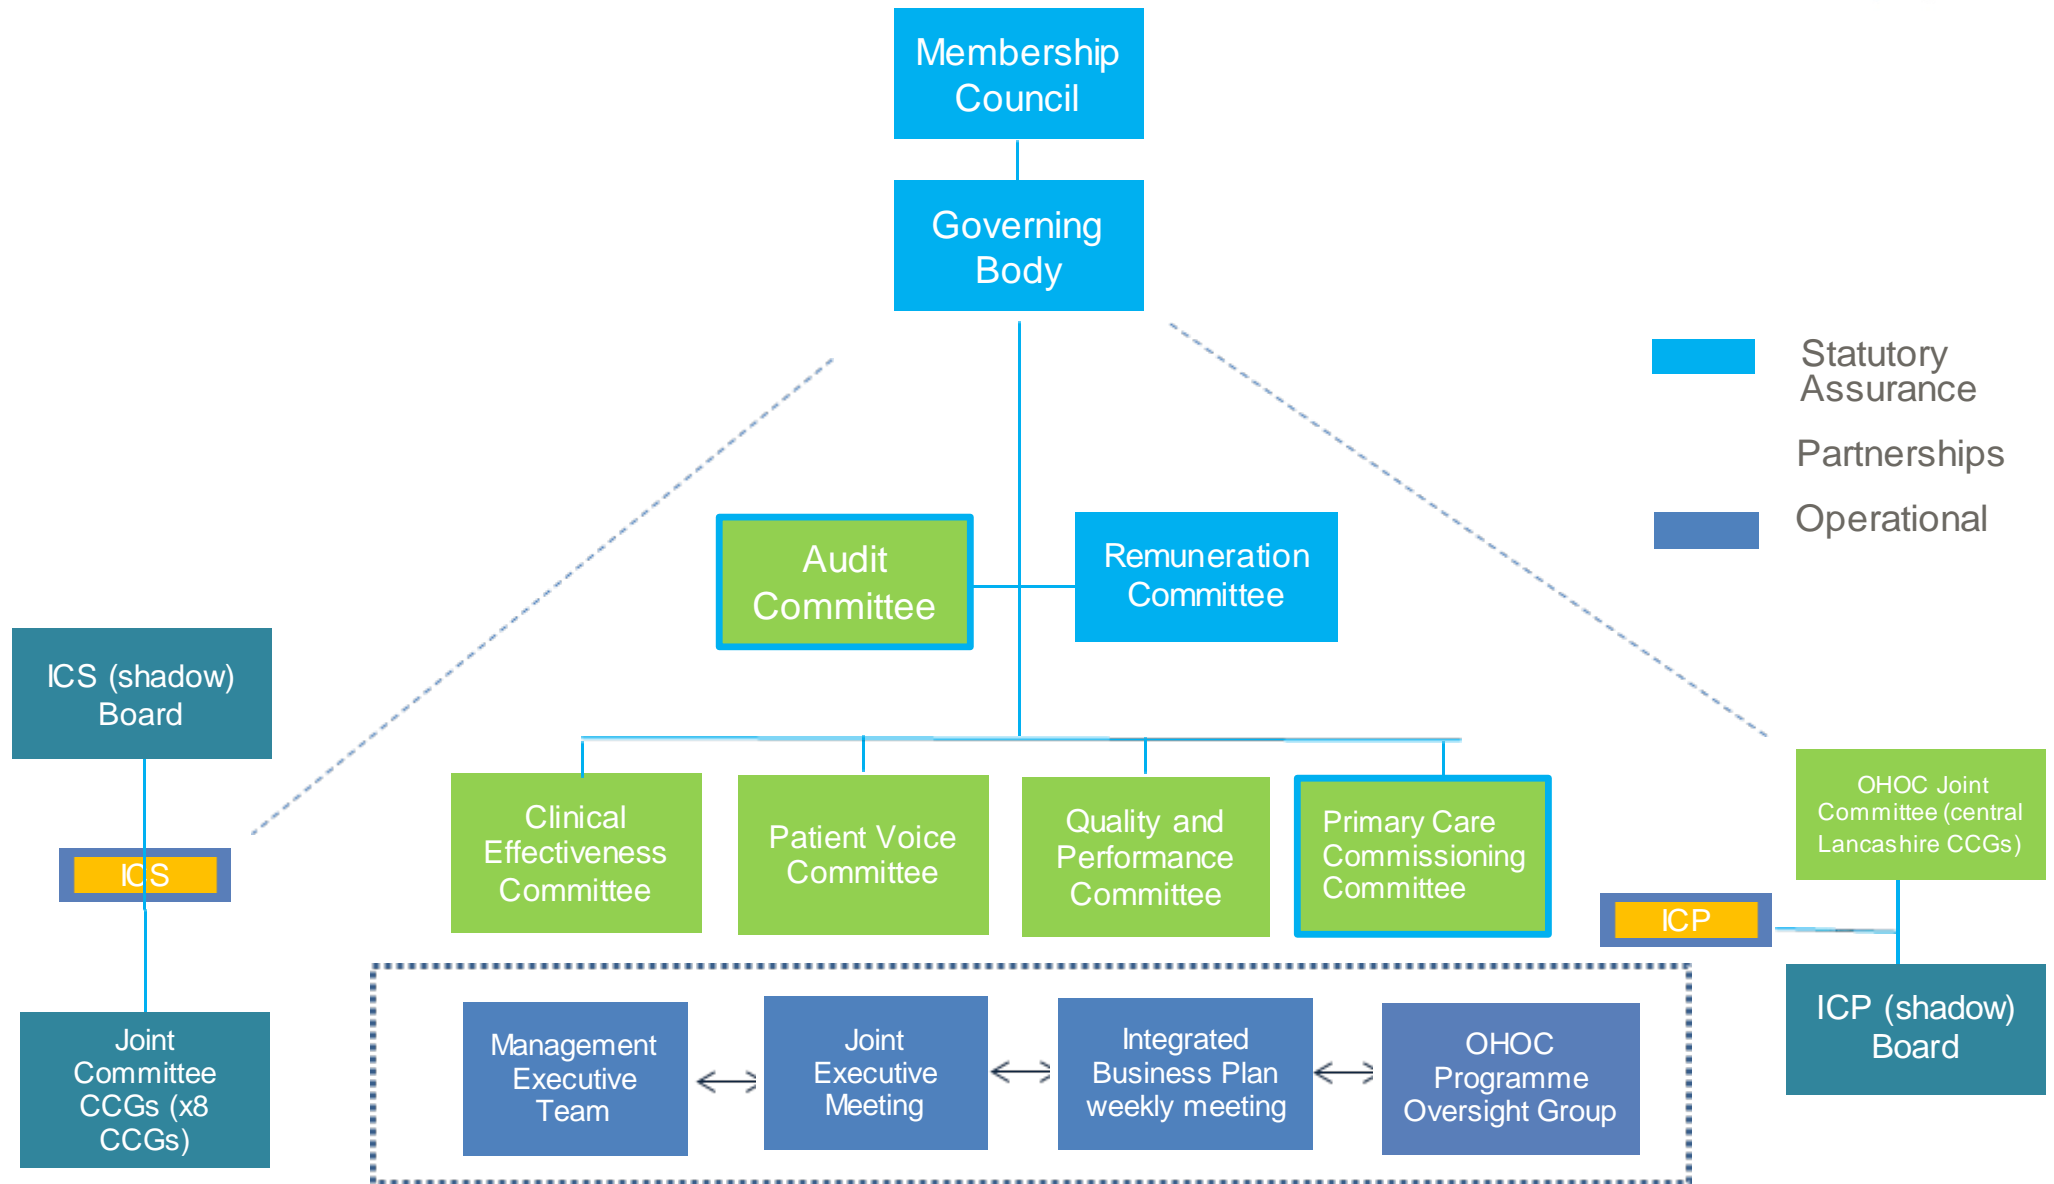 Membership
Council
Governing
Body
Statutory
Assurance
Partnerships
Operational
Audit
Committee
Remuneration
Committee
ICS (shadow)
Board
ICS
Joint
Committee
CCGs (x8
CCGs)
Clinical
Effectiveness
Committee
Patient Voice
Committee
Quality and
Performance
Committee
Primary Care
Commissioning
Committee
OHOC Joint
Committee (central
Lancashire CCGs)
ICP
ICP (shadow)
Board
Management
Executive
Team
Joint
Executive
Meeting
Integrated
Business Plan
weekly meeting
OHOC
Programme
Oversight Group